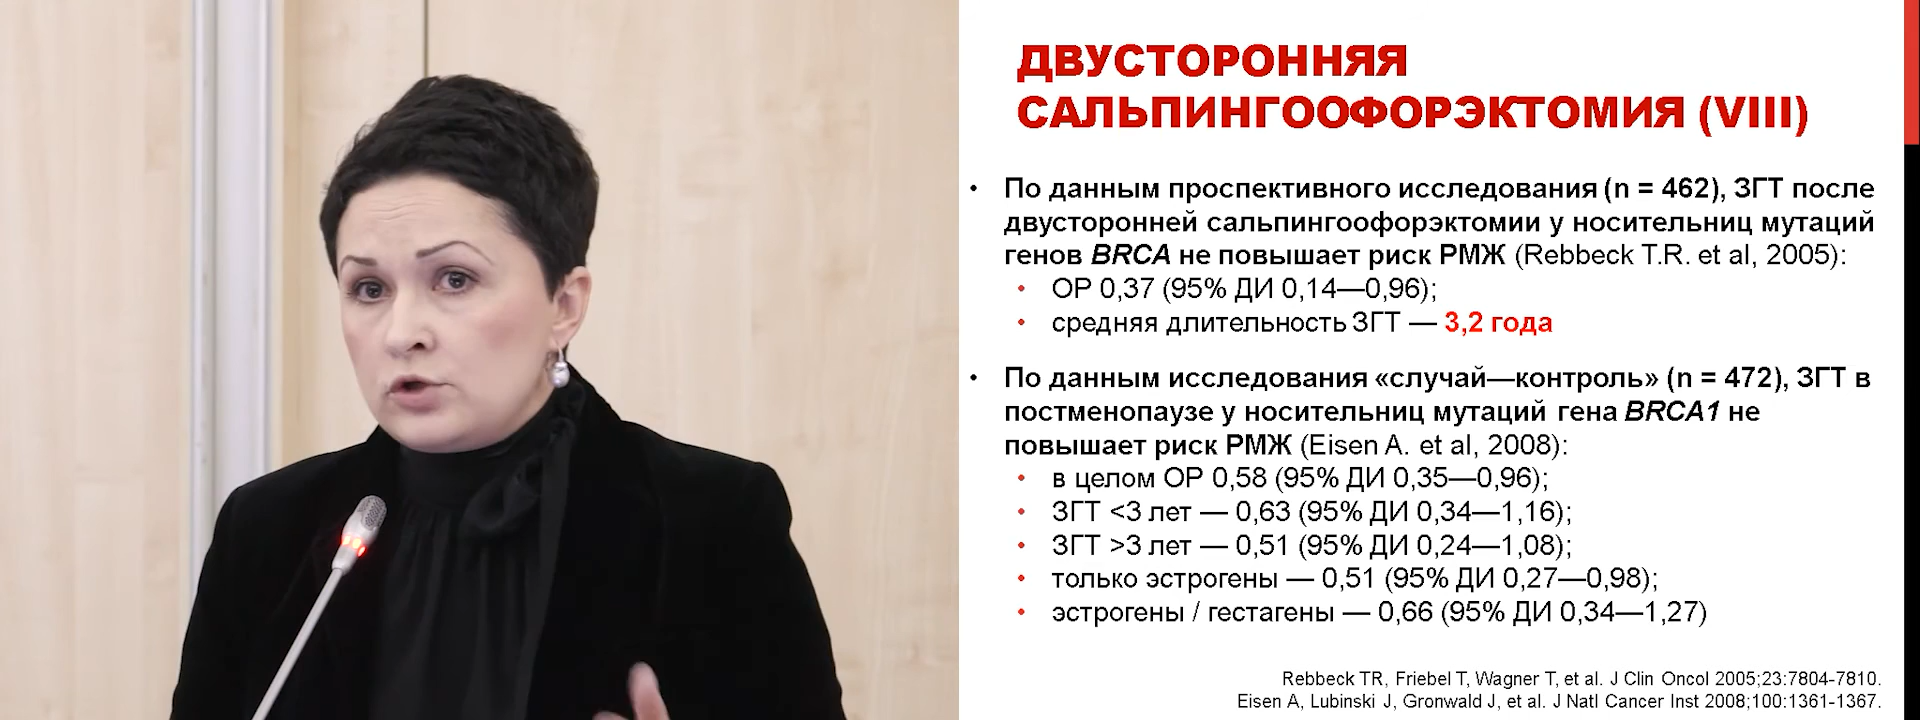 ДВУСТОРОННЯЯ
САЛЬПИНГООФОРЭКТОМИЯ (VIII)
• По данным проспективного исследования (n = 462), ЗГТ после
двусторонней сальпингоофорэктомии у носительниц мутаций
генов BRCA не повышает риск РМЖ (Rebbeck T.R. et al, 2005):
• ОР 0,37 (95% ДИ 0,14—0,96);
• средняя длительность ЗГТ — 3,2 года
• По данным исследования «случай—контроль» (n = 472), ЗГТ в
постменопаузе у носительниц мутаций гена BRCA1 не
повышает риск РМЖ (Eisen A. et al, 2008):
• в целом ОР 0,58 (95% ДИ 0,35—0,96);
• ЗГТ <3 лет — 0,63 (95% ДИ 0,34—1,16);
• ЗГТ >3 лет — 0,51 (95% ДИ 0,24—1,08);
• только эстрогены — 0,51 (95% ДИ 0,27—0,98);
• эстрогены / гестагены — 0,66 (95% ДИ 0,34—1,27)
Rebbeck TR, Friebel T, Wagner T, et al. J Clin Oncol 2005;23:7804-7810.
Eisen A, Lubinski J, Gronwald J, et al. J Natl Cancer Inst 2008;100:1361-1367.